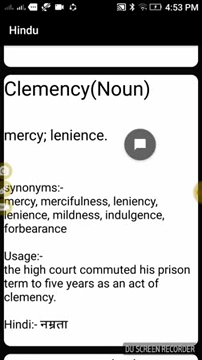 4:53 PM
Hindu
Clemency(Noun)
mercy; lenience.
synonyms:-
mercy, mercifulness, leniency,
lenience, mildness, indulgence,
forbearance
Usage:-
the high court commuted his prison
term to five years as an act of
clemency.
Hindi:- नम्रता
DU SCREEN RECORDER